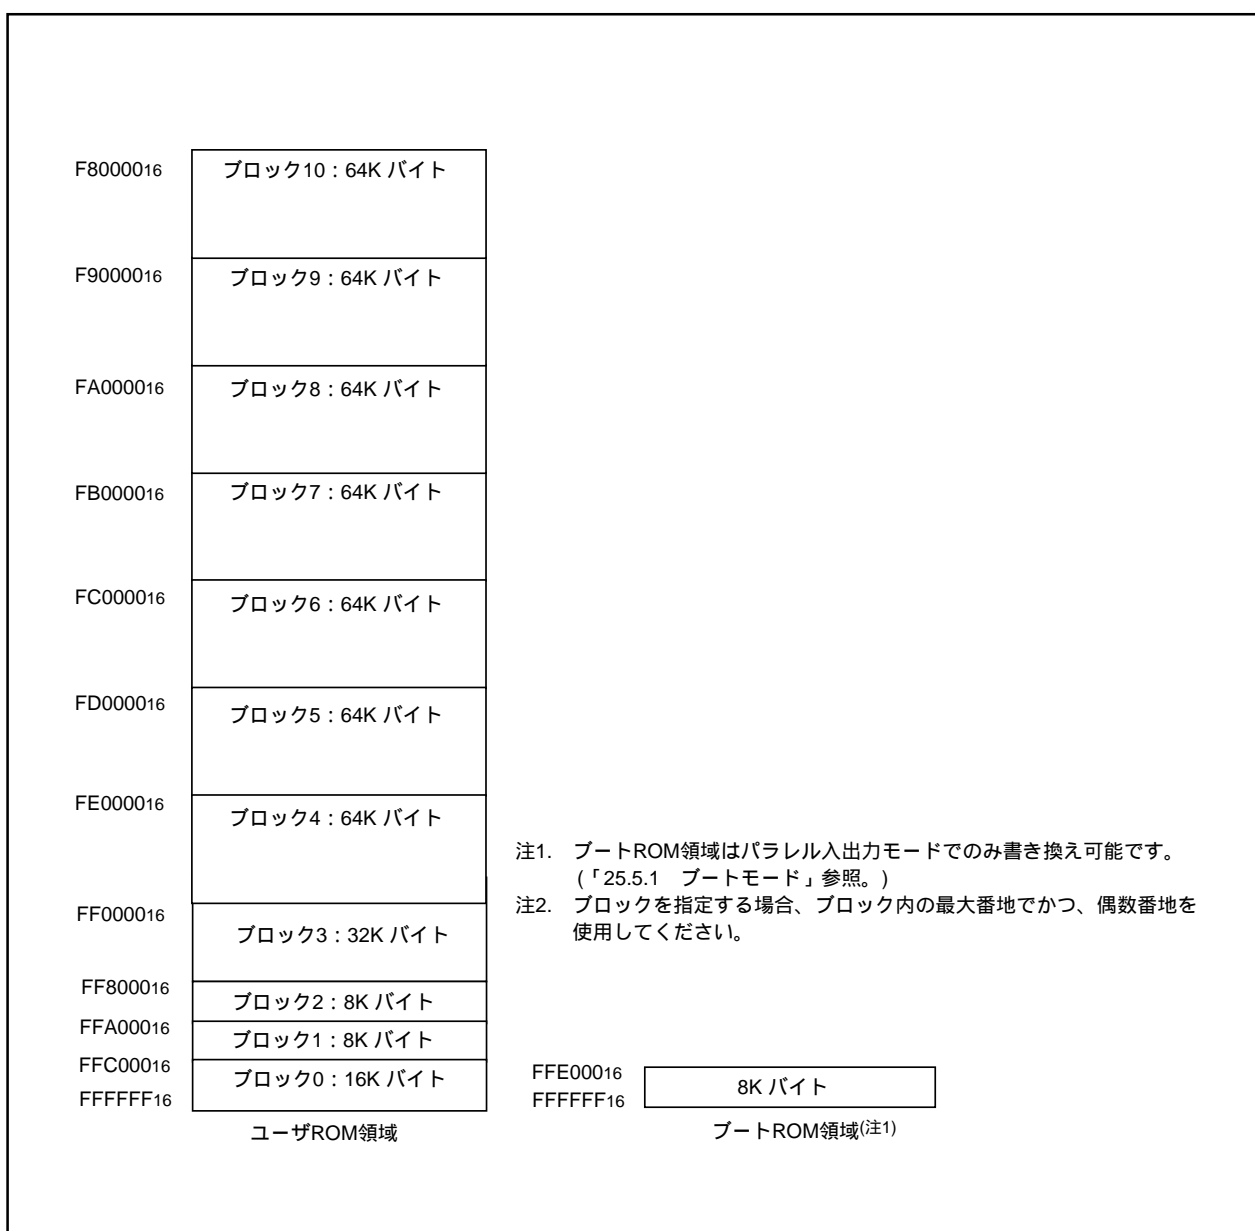 F8000016 ブロック10：64K バイト
F9000016 ブロック9：64K バイト
FA000016 ブロック8：64K バイト
FB000016 ブロック7：64K バイト
FC000016 ブロック6：64K バイト
FD000016 ブロック5：64K バイト
FE000016 ブロック4：64K バイト
FF000016 ブロック3：32K バイト
FF800016 ブロック2：8K バイト
FFA00016 ブロック1：8K バイト
FFC00016 ブロック0：16K バイト
FFFFFF16
ユーザROM領域
注1. ブートROM領域はパラレル入出力モードでのみ書き換え可能です。
(「25.5.1 ブートモード」参照。)
注2. ブロックを指定する場合、ブロック内の最大番地でかつ、偶数番地を
使用してください。
FFE00016 8K バイト
FFFFFF16
ブートROM領域(注1)